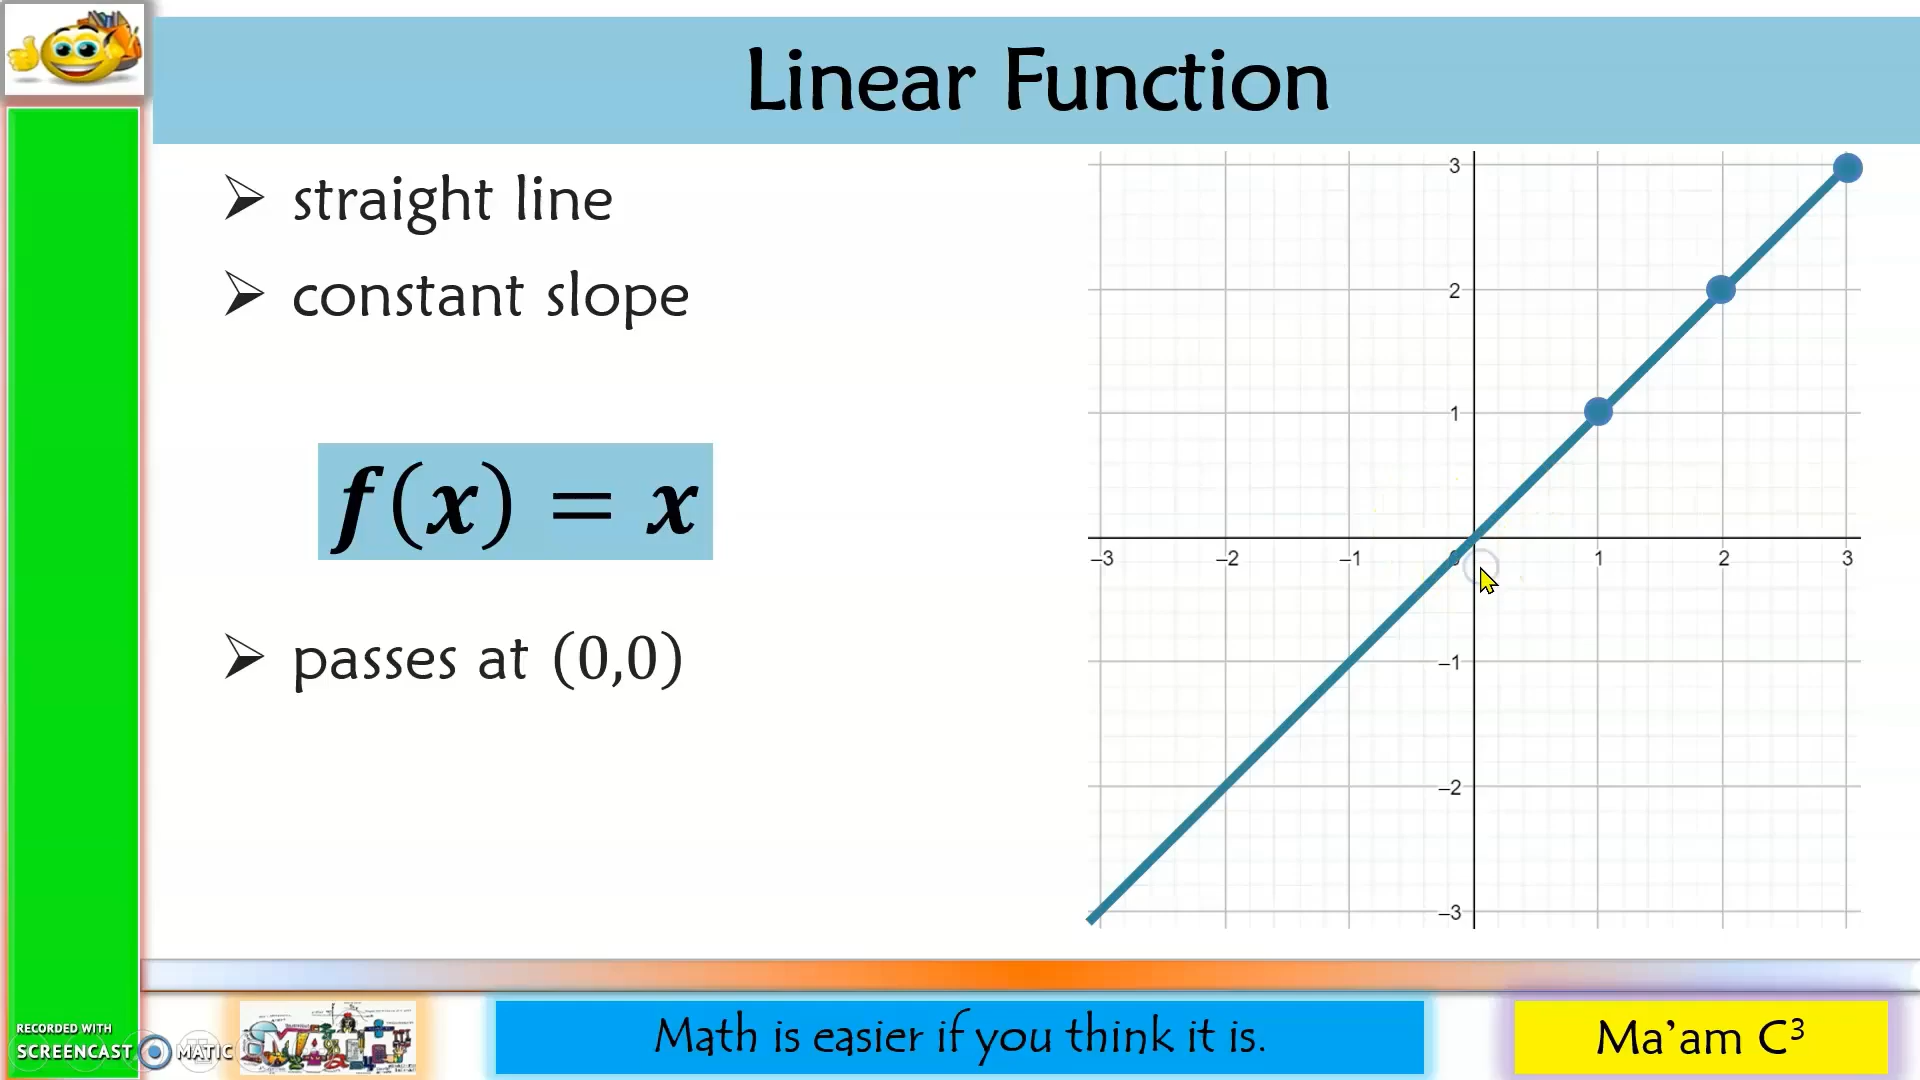 Linear Function
➢ straight line
➢ constant slope
f(x) = x
➢ passes at (0,0)
3
2
1
–3 –2 –1 0 1 2 3
–1
–2
–3
RECORDED WITH
SCREENCAST MATIC
MATH
Math is easier if you think it is.
Ma’am C³